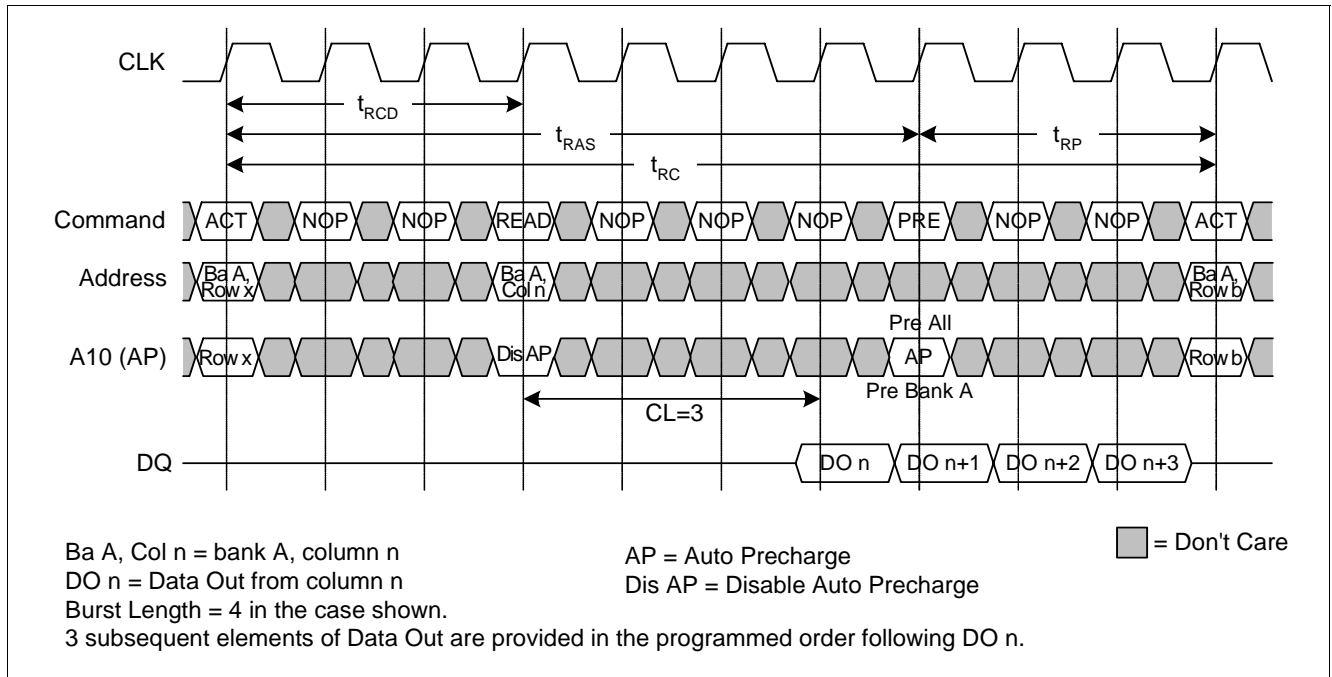 CLK
tRCD
tRAS
tRP
tRC
Command ACT NOP NOP READ NOP NOP NOP PRE NOP NOP ACT
Address Ba A, Row x Ba A, Col n Ba A, Row b
Pre All
A10 (AP) Row x Dis AP AP Row b
Pre Bank A
CL=3
DQ DO n DO n+1 DO n+2 DO n+3
Ba A, Col n = bank A, column n
DO n = Data Out from column n
Burst Length = 4 in the case shown.
3 subsequent elements of Data Out are provided in the programmed order following DO n.
AP = Auto Precharge
Dis AP = Disable Auto Precharge
= Don't Care